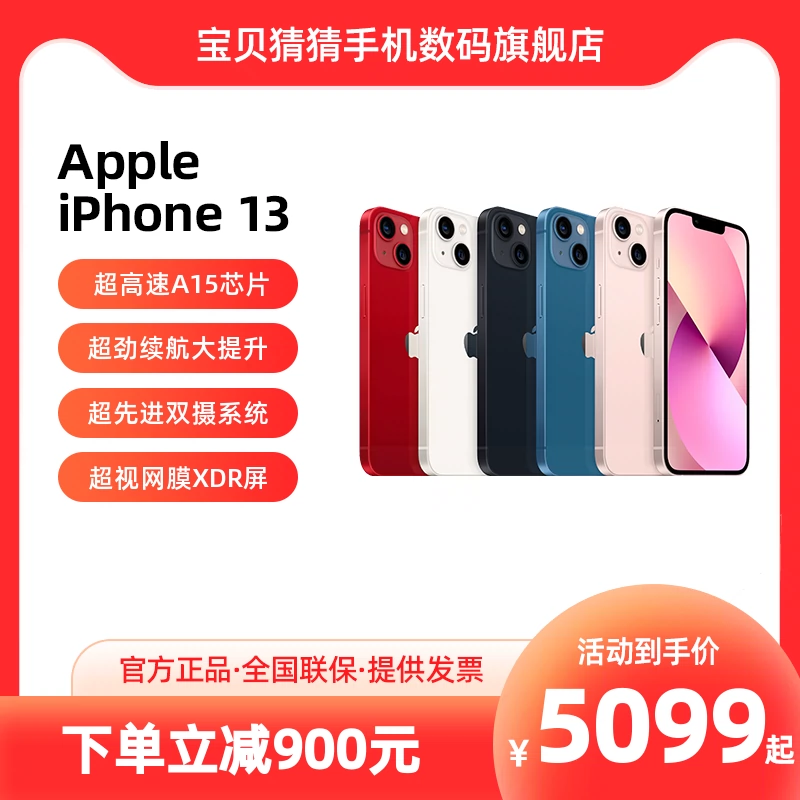 宝贝猜猜手机数码旗舰店
Apple
iPhone 13
超高速A15芯片
超劲续航大提升
超先进双摄系统
超视网膜XDR屏
官方正品·全国联保·提供发票
活动到手价
下单立减900元
¥5099起